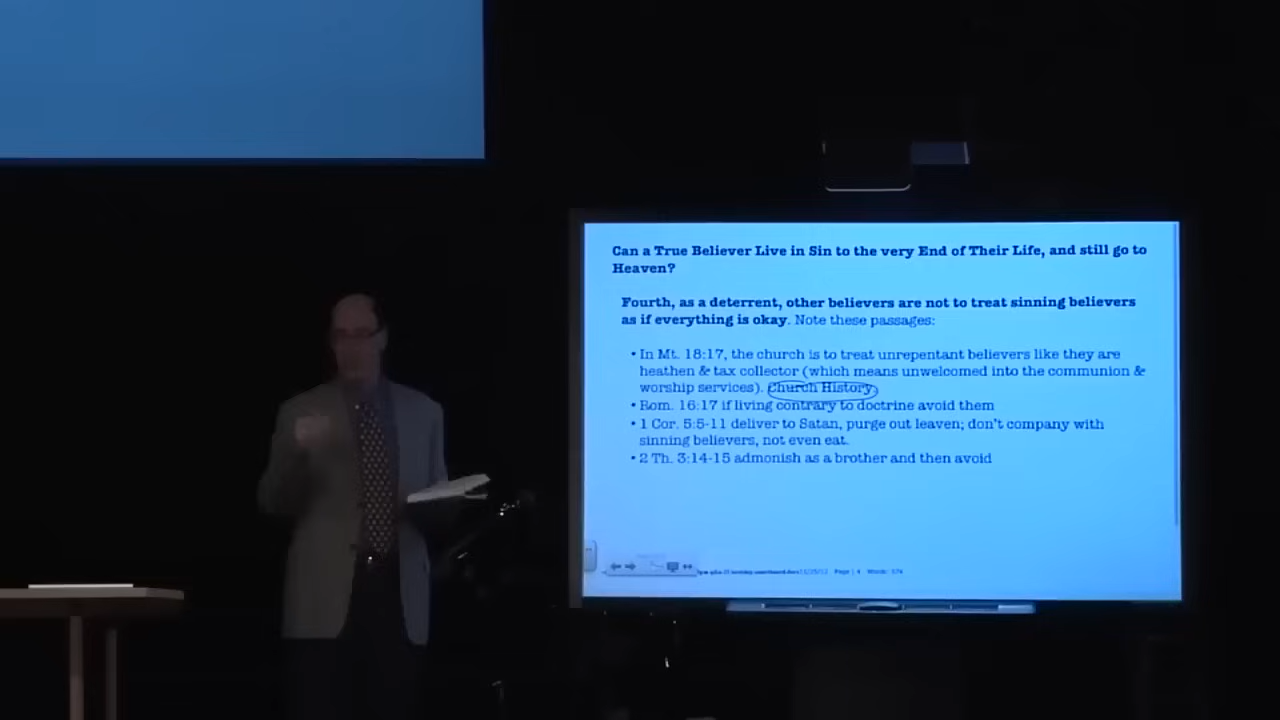 Can a True Believer Live in Sin to the very End of Their Life, and still go to
Heaven?
Fourth, as a deterrent, other believers are not to treat sinning believers
as if everything is okay. Note these passages:
• In Mt. 18:17, the church is to treat unrepentant believers like they are
heathen & tax collector (which means unwelcomed into the communion &
worship services). Church History.
• Rom. 16:17 if living contrary to doctrine avoid them
• 1 Cor. 5:5-11 deliver to Satan, purge out leaven; don't company with
sinning believers, not even eat.
• 2 Th. 3:14-15 admonish as a brother and then avoid
Page | 4 Words: